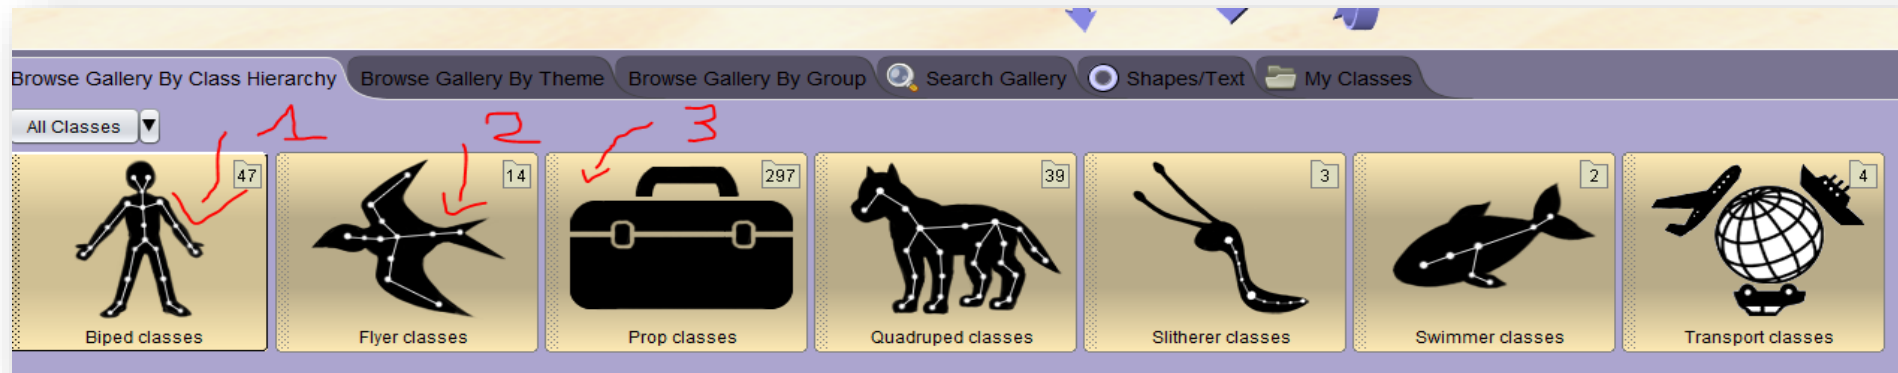 Browse Gallery By Class Hierarchy Browse Gallery By Theme Browse Gallery By Group Search Gallery Shapes/Text My Classes
All Classes 1 2 3
47 14 297 39 3 2 4
Biped classes Flyer classes Prop classes Quadruped classes Slitherer classes Swimmer classes Transport classes